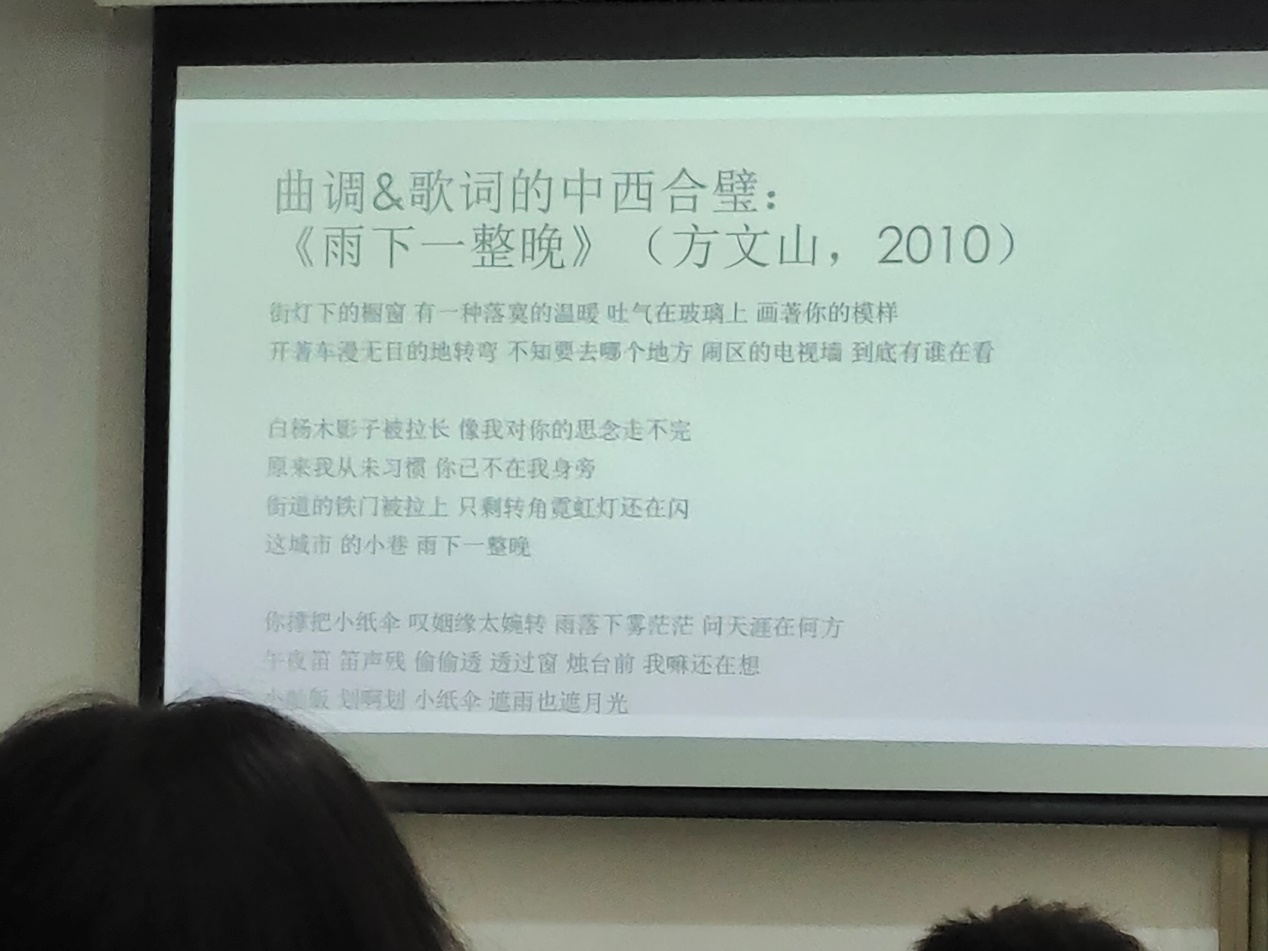 曲调&歌词的中西合璧：
《雨下一整晚》（方文山，2010）
街灯下的橱窗 有一种落寞的温暖 吐气在玻璃上 画著你的模样
开著车漫无目的地转弯 不知要去哪个地方 闹区的电视墙 到底有谁在看
白杨木影子被拉长 像我对你的思念走不完
原来我从未习惯 你已不在我身旁
街道的铁门被拉上 只剩转角霓虹灯还在闪
这城市 的小巷 雨下一整晚
你撑把小纸伞 叹姻缘太婉转 雨落下雾茫茫 问天涯在何方
午夜笛 笛声残 偷偷透 透过窗 烛台前 我嘛还在想
小舢舨 划啊划 小纸伞 遮雨也遮月光